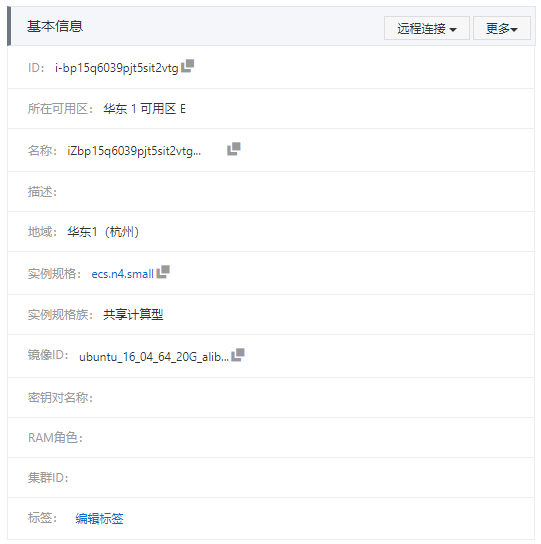 基本信息 远程连接 更多
ID: i-bp15q6039pjt5sit2vtg
所在可用区: 华东 1 可用区 E
名称: iZbp15q6039pjt5sit2vtg...
描述:
地域: 华东1（杭州）
实例规格: ecs.n4.small
实例规格族: 共享计算型
镜像ID: ubuntu_16_04_64_20G_alib...
密钥对名称:
RAM角色:
集群ID:
标签: 编辑标签